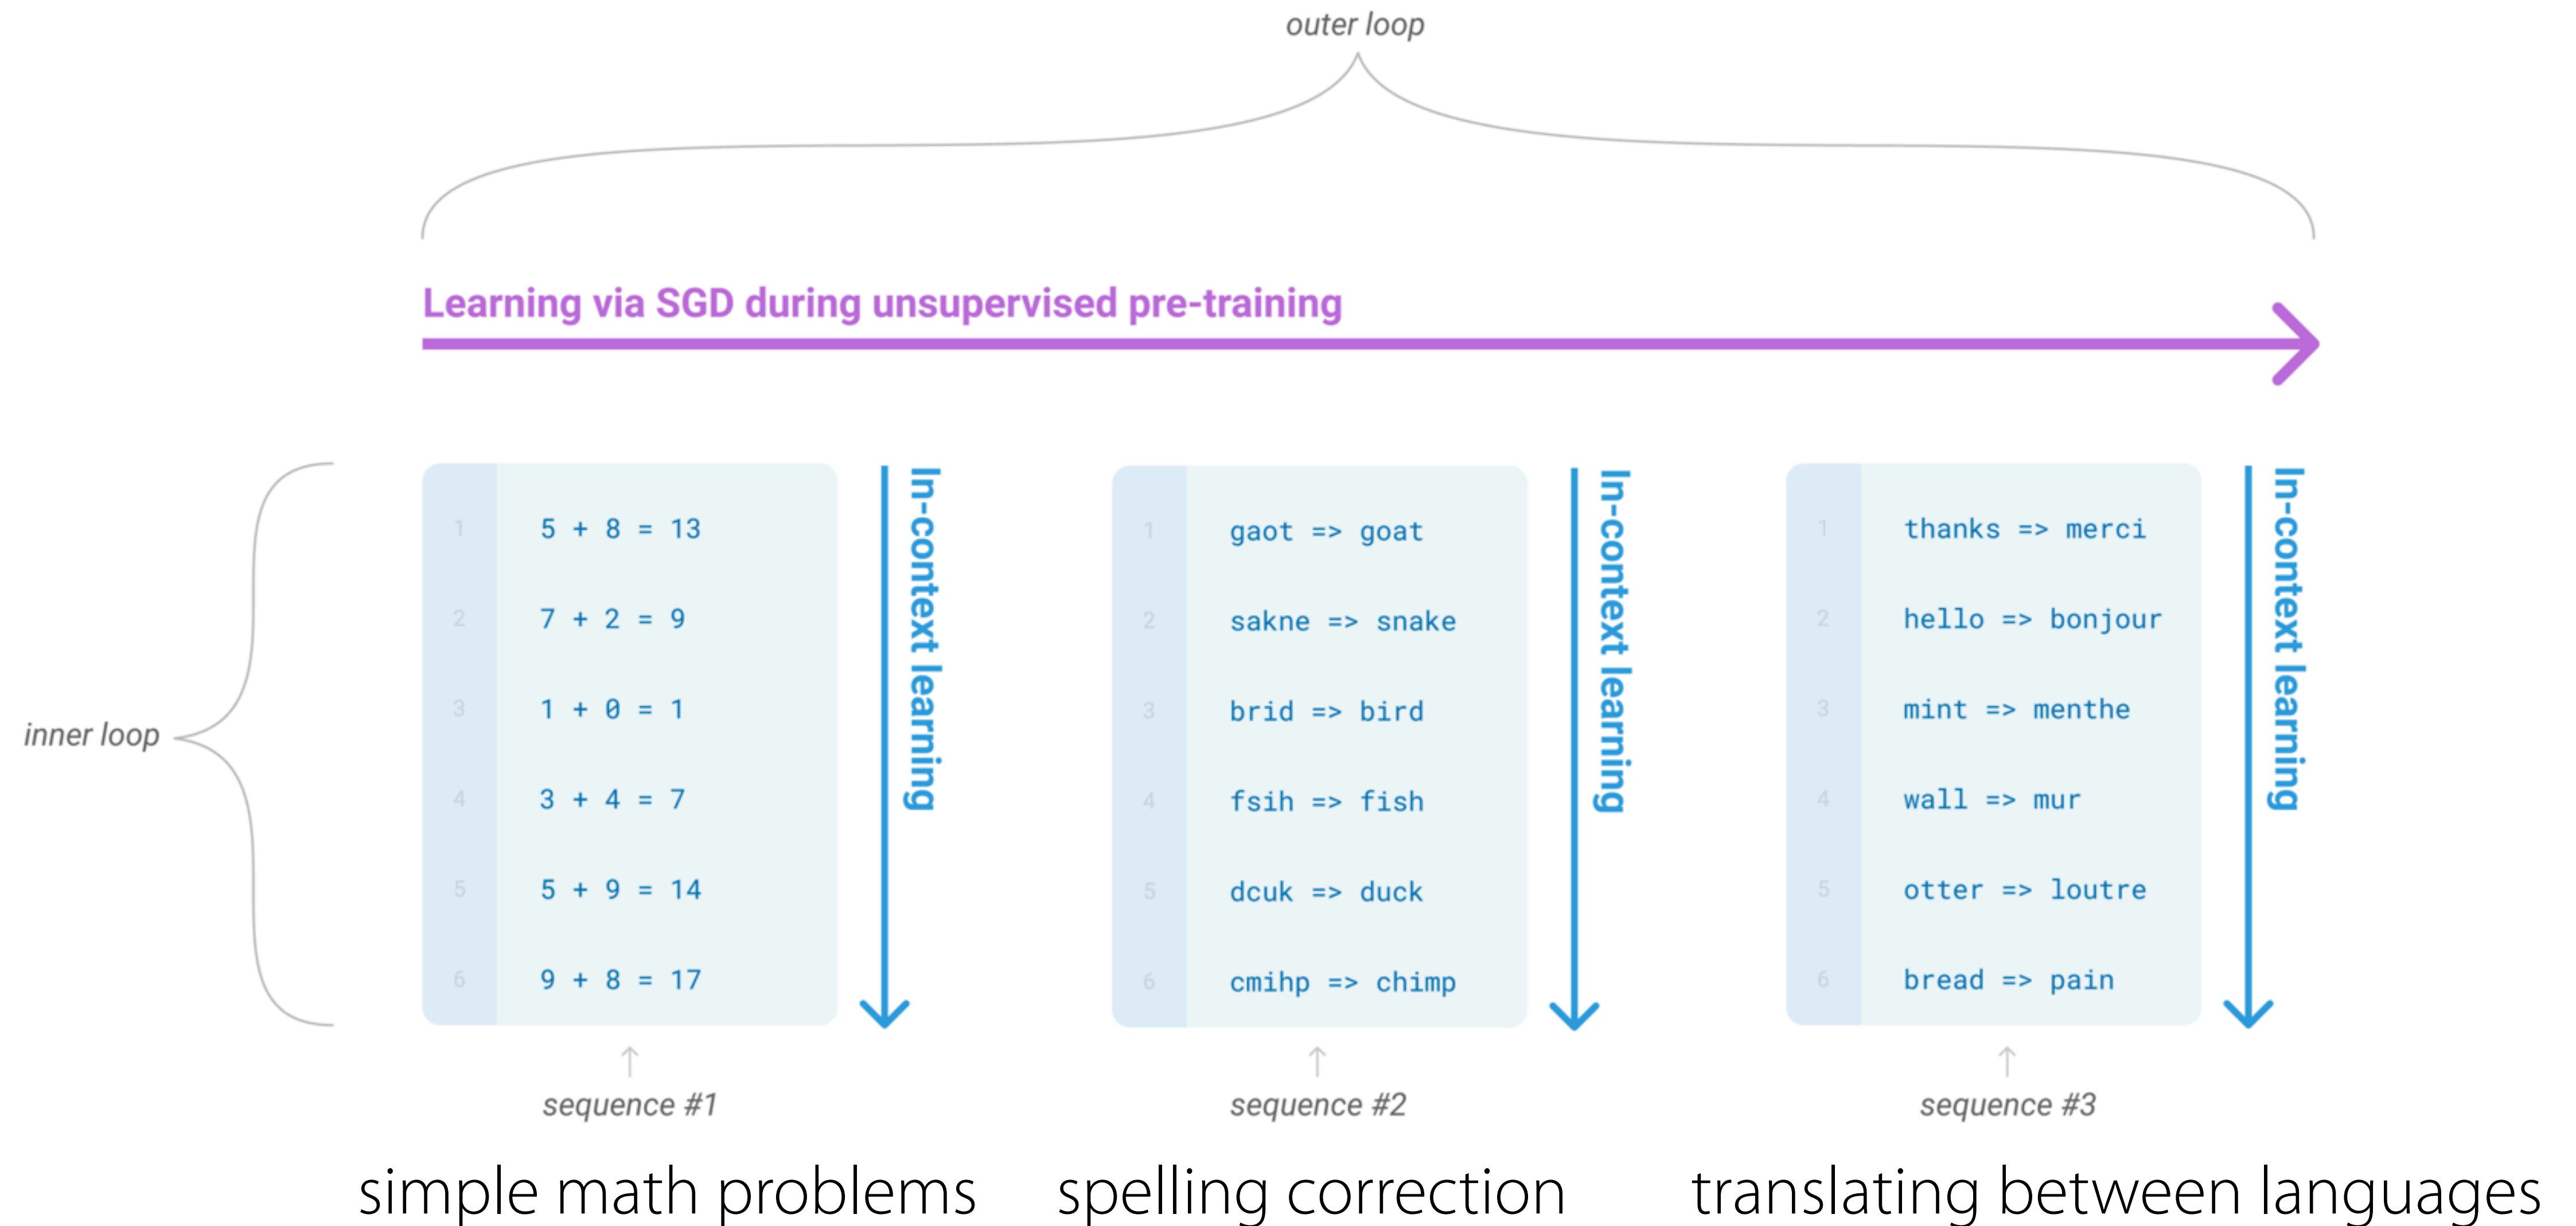 outer loop
Learning via SGD during unsupervised pre-training
inner loop
1 5 + 8 = 13
2 7 + 2 = 9
3 1 + 0 = 1
4 3 + 4 = 7
5 5 + 9 = 14
6 9 + 8 = 17
In-context learning
sequence #1
simple math problems
1 gaot => goat
2 sakne => snake
3 brid => bird
4 fsih => fish
5 dcuk => duck
6 cmihp => chimp
In-context learning
sequence #2
spelling correction
1 thanks => merci
2 hello => bonjour
3 mint => menthe
4 wall => mur
5 otter => loutre
6 bread => pain
In-context learning
sequence #3
translating between languages